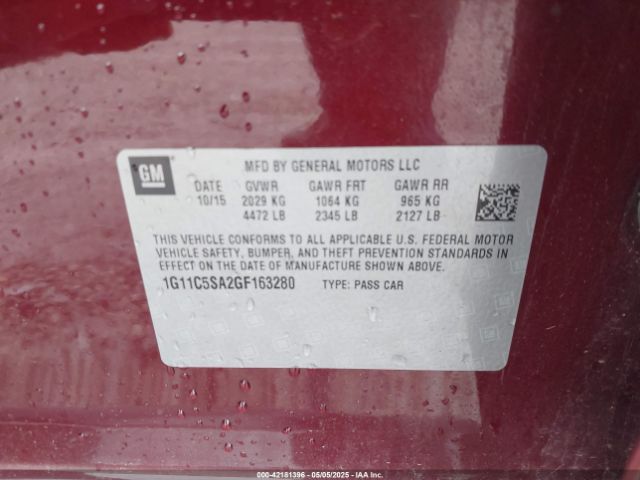 GM
MFD BY GENERAL MOTORS LLC
DATE GVWR GAWR FRT GAWR RR
10/15 2029 KG 1064 KG 965 KG
4472 LB 2345 LB 2127 LB
THIS VEHICLE CONFORMS TO ALL APPLICABLE U.S. FEDERAL MOTOR
VEHICLE SAFETY, BUMPER, AND THEFT PREVENTION STANDARDS IN
EFFECT ON THE DATE OF MANUFACTURE SHOWN ABOVE.
1G11C5SA2GF163280 TYPE: PASS CAR
000-42181396 - 05/05/2025 - IAA Inc.